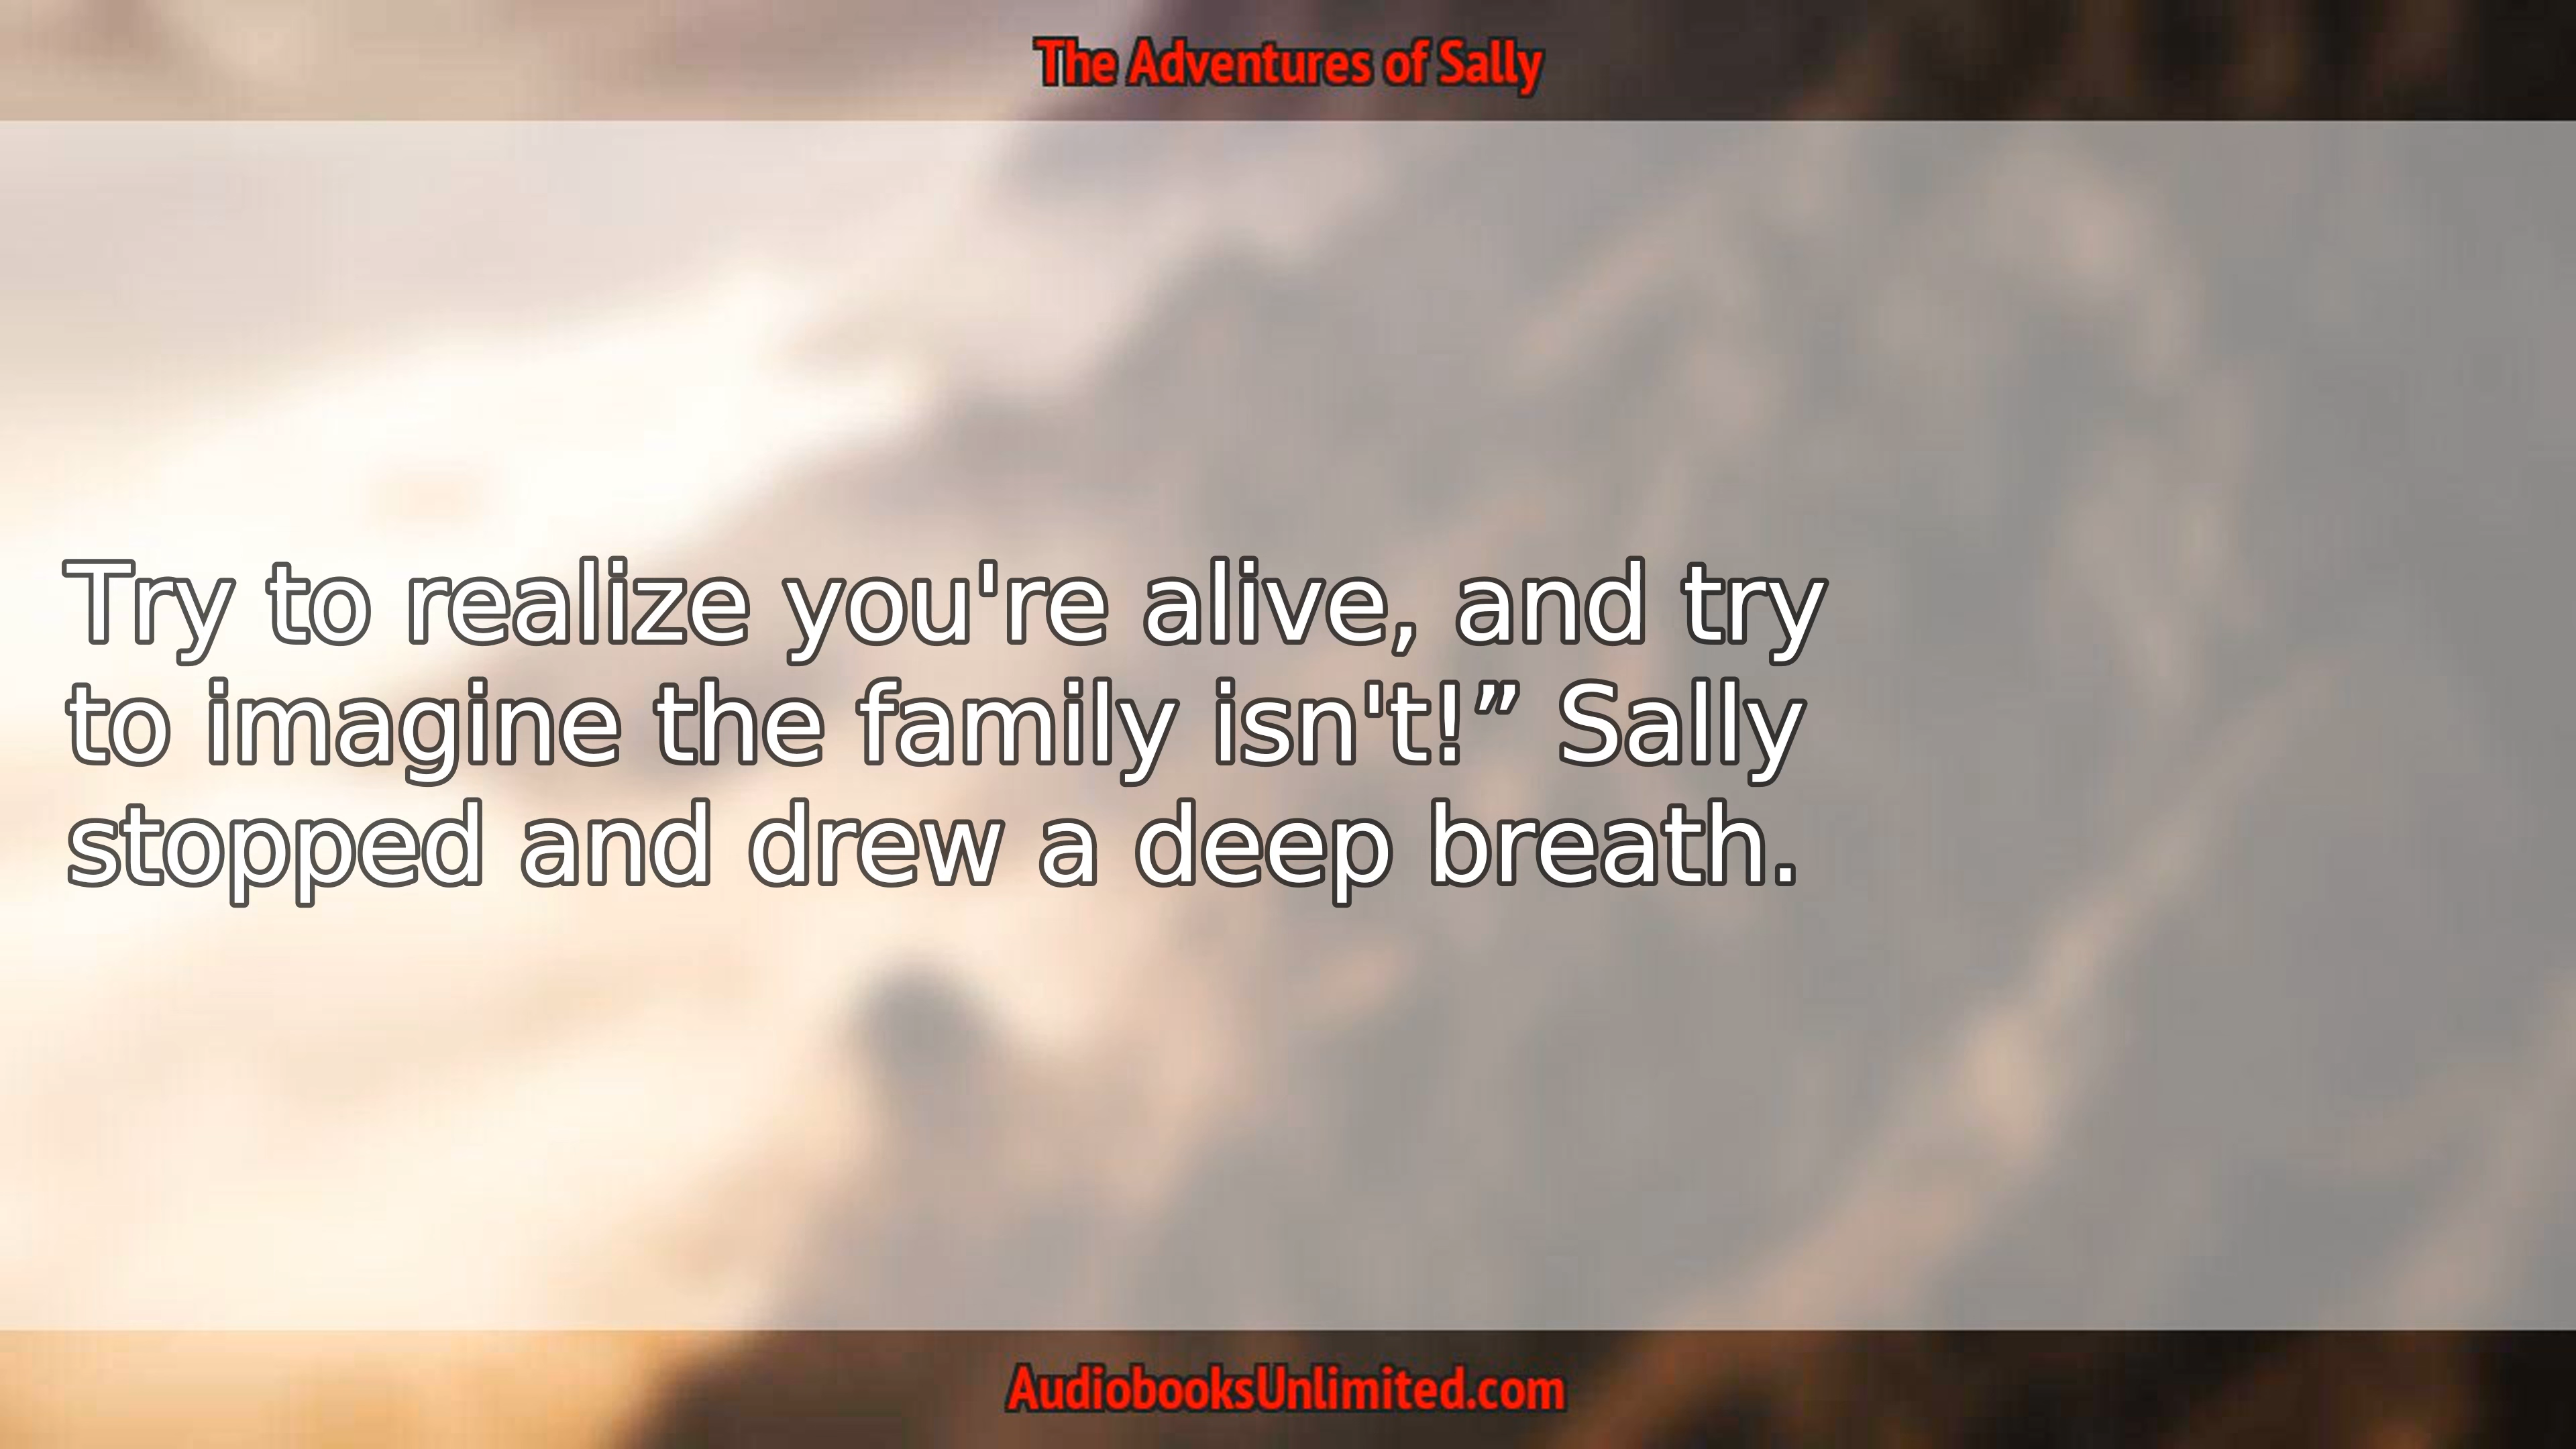 The Adventures of Sally
Try to realize you're alive, and try
to imagine the family isn't!” Sally
stopped and drew a deep breath.
AudiobooksUnlimited.com